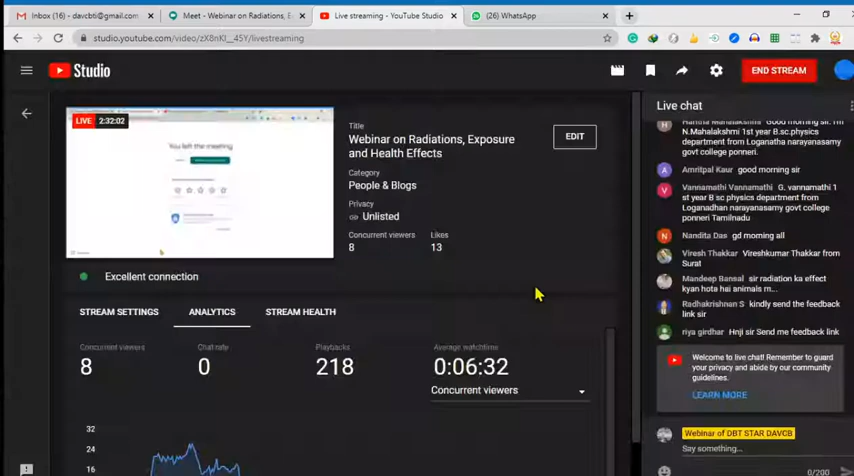 Inbox (16) - davcbti@gmail.com
Meet - Webinar on Radiations, E
Live streaming - YouTube Studio
(26) WhatsApp
studio.youtube.com/video/zX8nKI__45Y/livestreaming
Studio
END STREAM
LIVE 2:32:02
You left the meeting
Title
Webinar on Radiations, Exposure
and Health Effects
EDIT
Category
People & Blogs
Privacy
Unlisted
Concurrent viewers
Likes
8
13
Excellent connection
STREAM SETTINGS
ANALYTICS
STREAM HEALTH
Concurrent viewers
Chat rate
Playbacks
Average watchtime
8
0
218
0:06:32
Concurrent viewers
32
24
16
Live chat
Good morning sir. I'm
N.Mahalakshmi 1st year B.sc.physics
department from Loganatha narayanasamy
govt college ponneri.
Amritpal Kaur good morning sir
Vannamathi Vannamathi G. vannamathi 1
st year B sc physics department from
Loganadhan narayanasamy govt college
ponneri Tamilnadu
Nandita Das gd morning all
Viresh Thakkar Vireshkumar Thakkar from
Surat
Mandeep Bansal sir radiation ka effect
kyan hota hai animals m...
Radhakrishnan S kindly send the feedback
link sir
riya girdhar Hnji sir Send me feedback link
Welcome to live chat! Remember to guard
your privacy and abide by our community
guidelines.
LEARN MORE
Webinar of DBT STAR DAVCB
Say something...
0/200